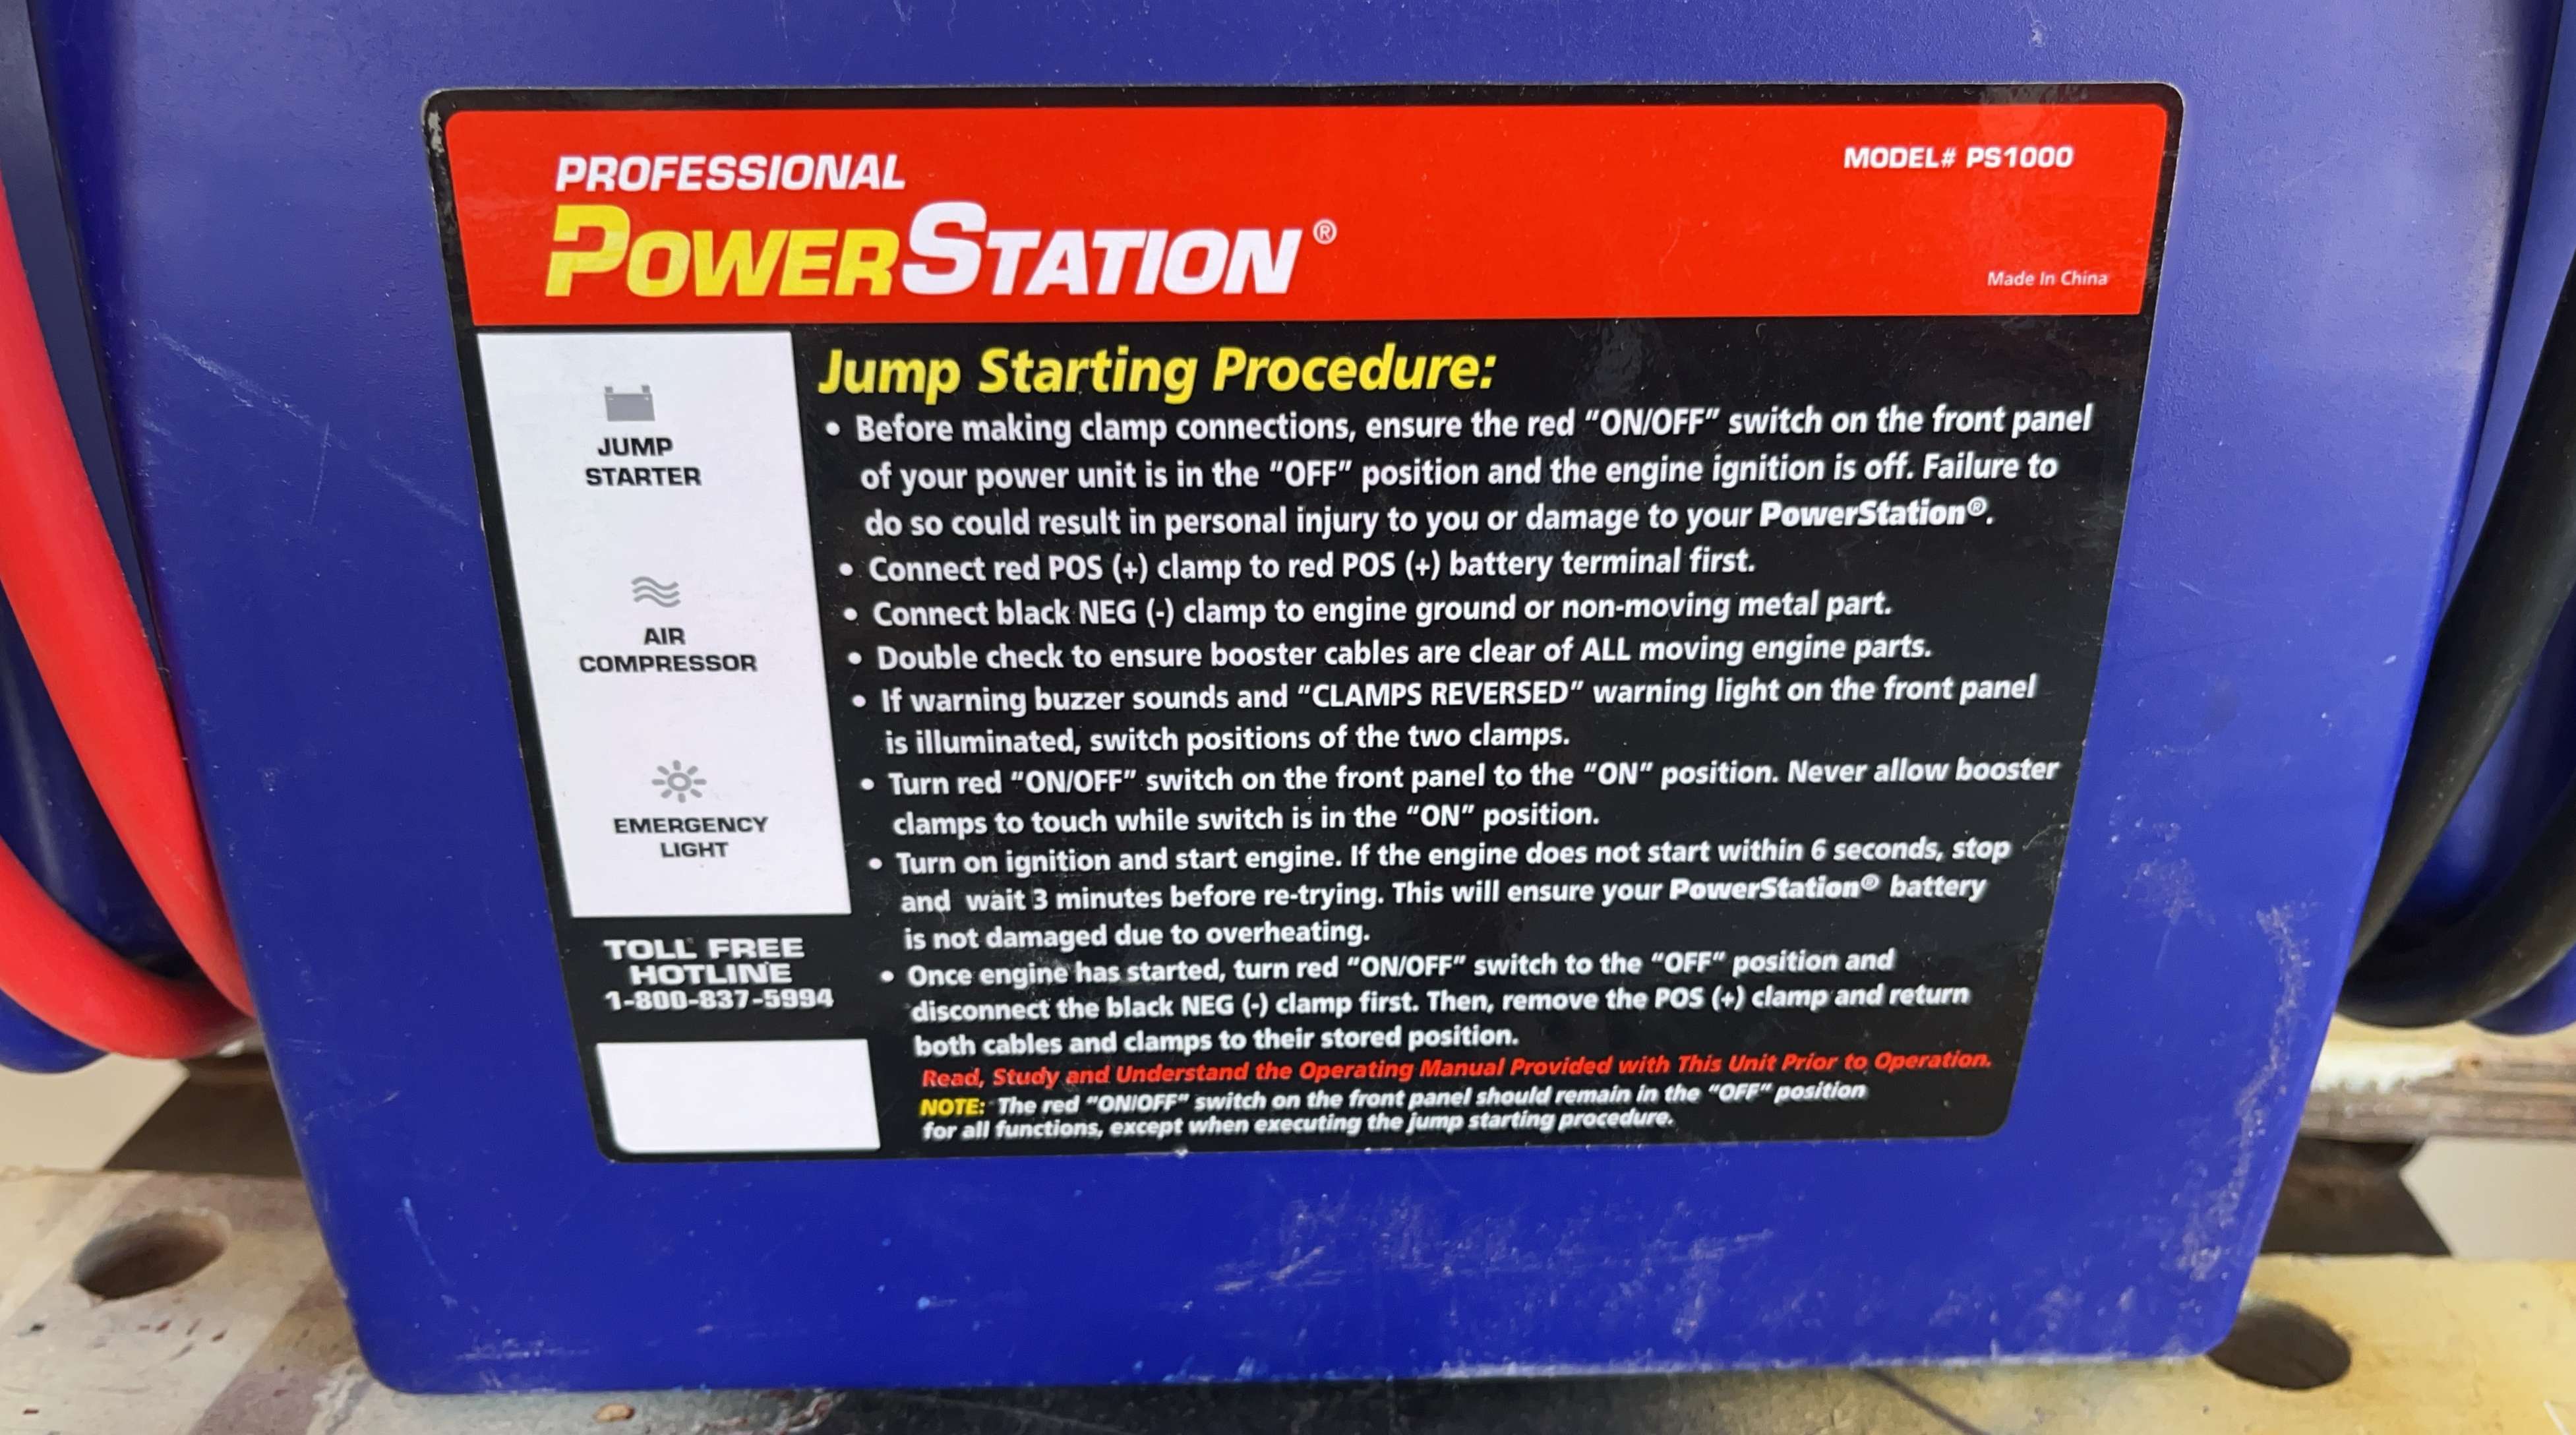 PROFESSIONAL
POWERSTATION®
MODEL# PS1000
Made In China
JUMP
STARTER
AIR
COMPRESSOR
EMERGENCY
LIGHT
TOLL FREE
HOTLINE
1-800-837-5994
Jump Starting Procedure:
• Before making clamp connections, ensure the red “ON/OFF” switch on the front panel
of your power unit is in the “OFF” position and the engine ignition is off. Failure to
do so could result in personal injury to you or damage to your PowerStation®.
• Connect red POS (+) clamp to red POS (+) battery terminal first.
• Connect black NEG (-) clamp to engine ground or non-moving metal part.
• Double check to ensure booster cables are clear of ALL moving engine parts.
• If warning buzzer sounds and “CLAMPS REVERSED” warning light on the front panel
is illuminated, switch positions of the two clamps.
• Turn red “ON/OFF” switch on the front panel to the “ON” position. Never allow booster
clamps to touch while switch is in the “ON” position.
• Turn on ignition and start engine. If the engine does not start within 6 seconds, stop
and wait 3 minutes before re-trying. This will ensure your PowerStation® battery
is not damaged due to overheating.
• Once engine has started, turn red “ON/OFF” switch to the “OFF” position and
disconnect the black NEG (-) clamp first. Then, remove the POS (+) clamp and return
both cables and clamps to their stored position.
Read, Study and Understand the Operating Manual Provided with This Unit Prior to Operation.
NOTE: The red “ON/OFF” switch on the front panel should remain in the “OFF” position
for all functions, except when executing the jump starting procedure.